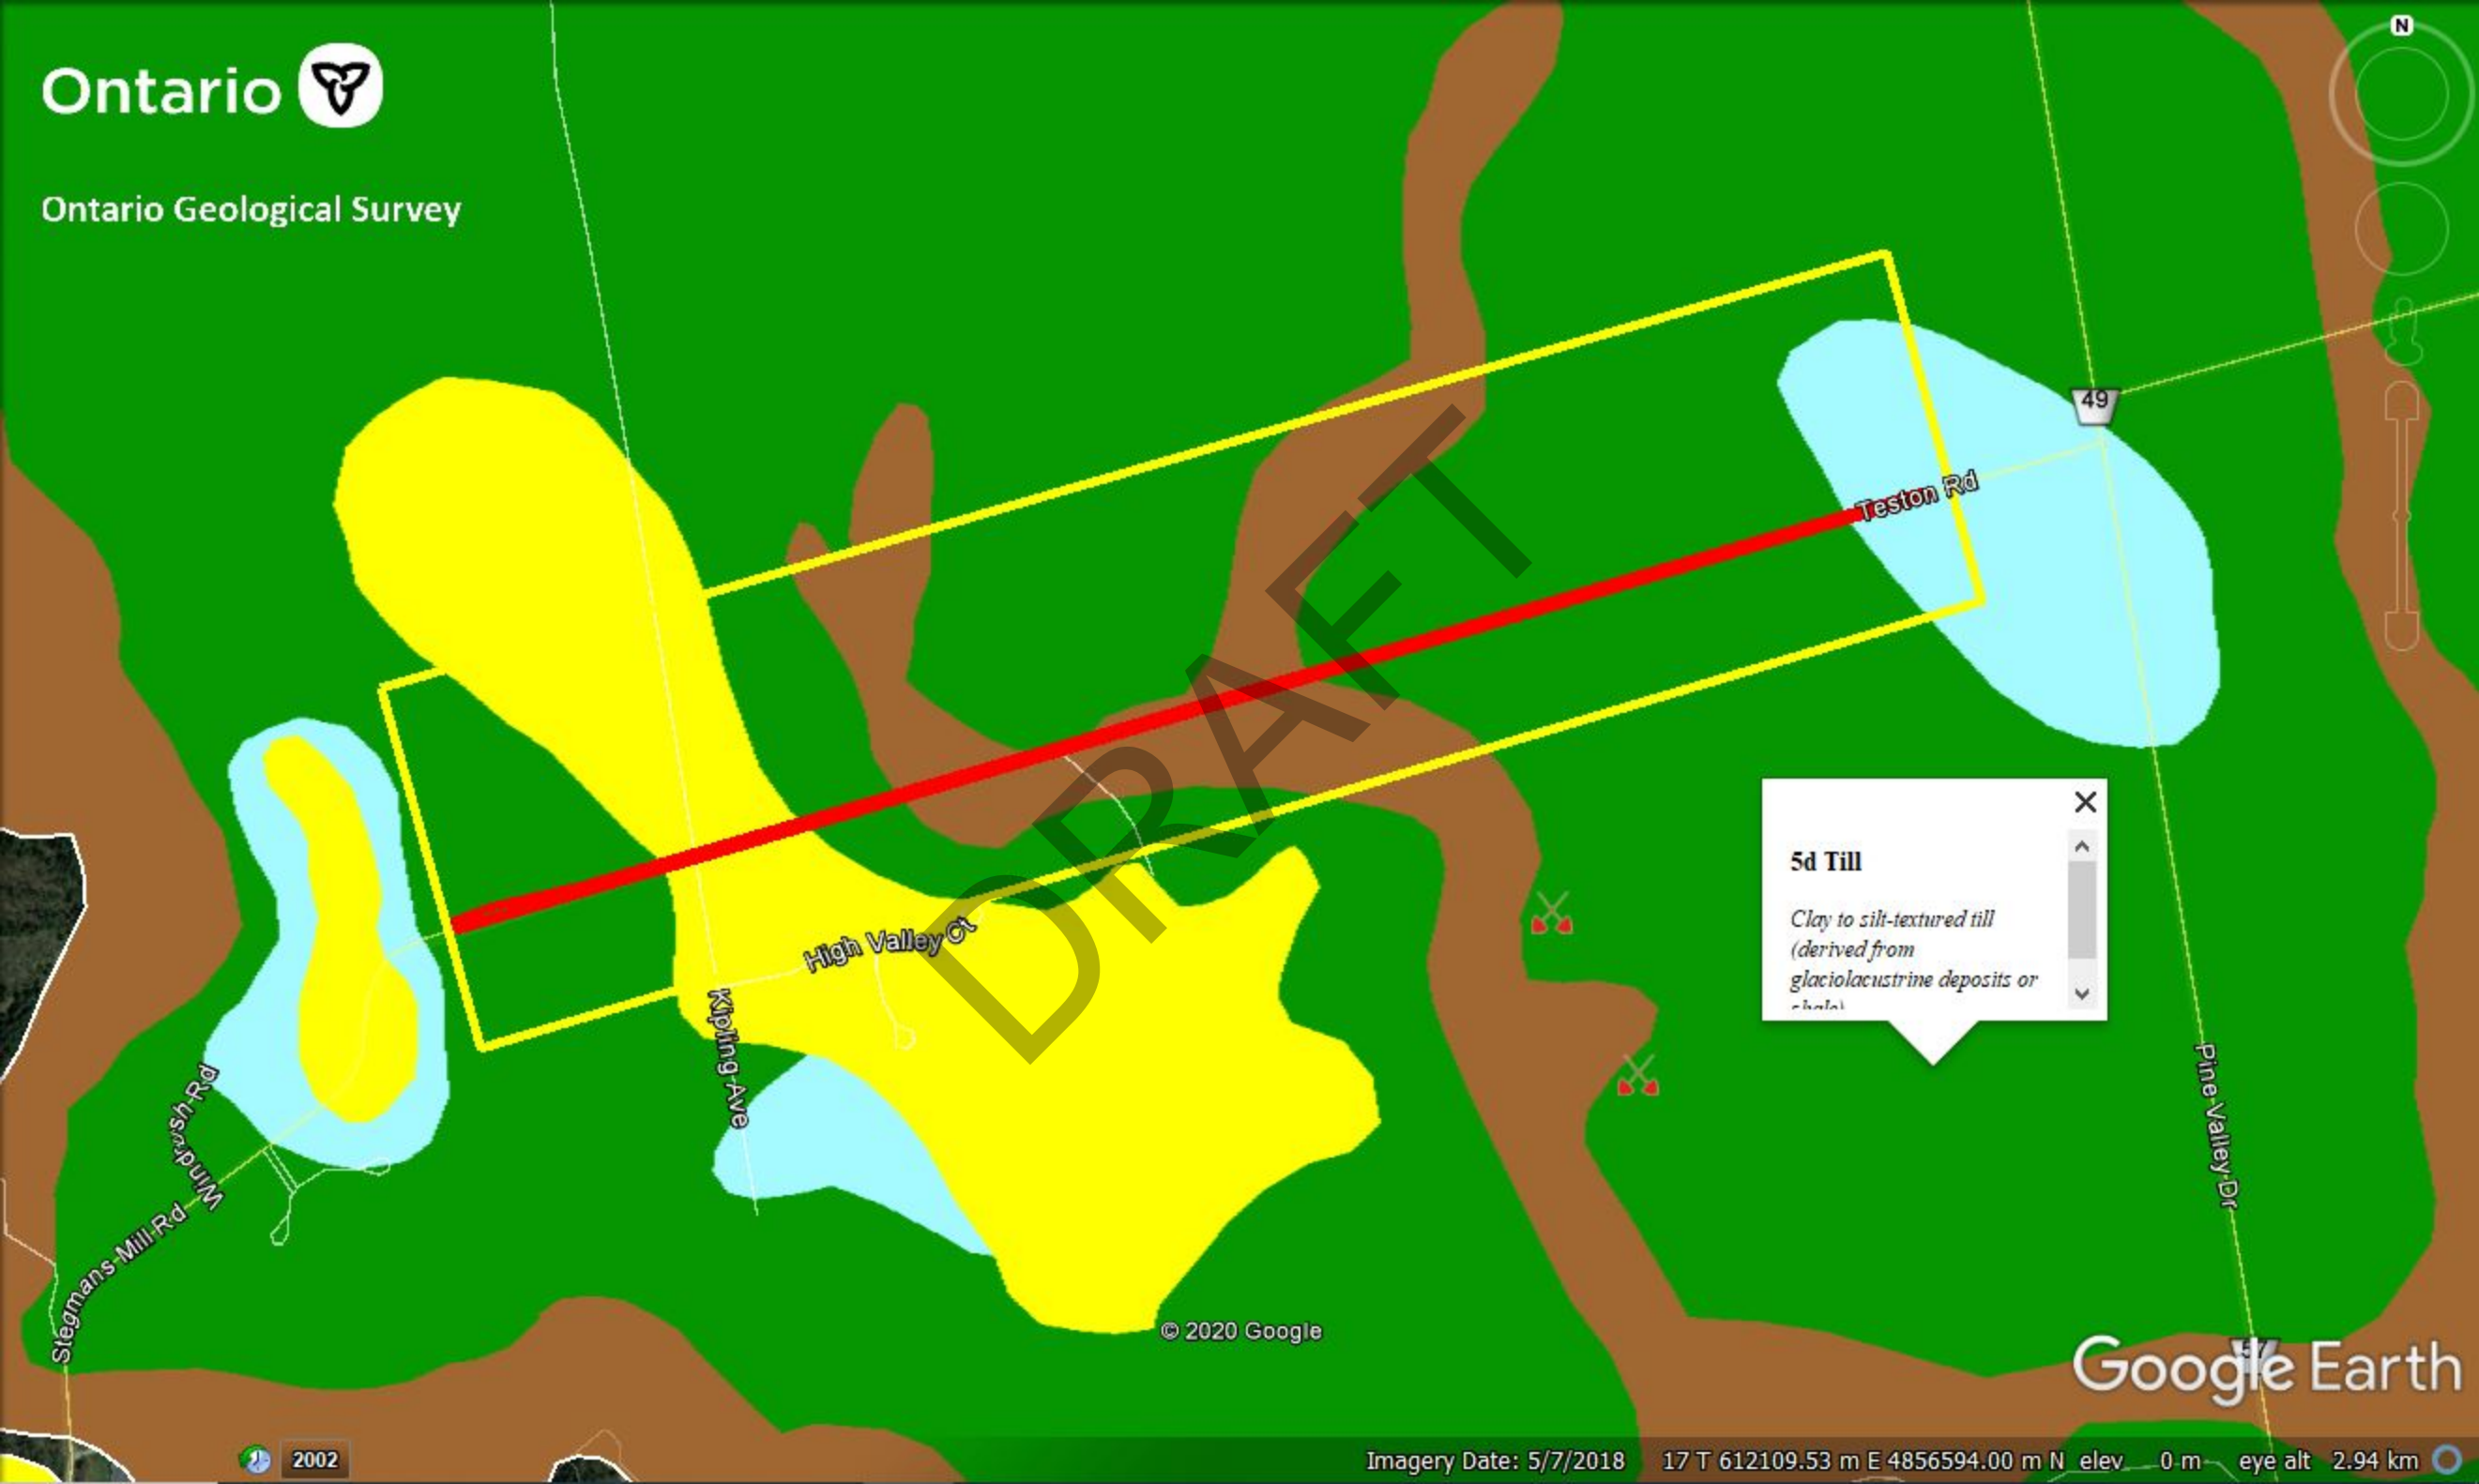 N
Ontario
Ontario Geological Survey
49
Teston Rd
DRAFT
5d Till
Clay to silt-textured till
(derived from
glaciolacustrine deposits or
shale)
High Valley Ct
Kipling Ave
Pine Valley Dr
Windrush Rd
Stegmans Mill Rd
© 2020 Google
57
Google Earth
2002
Imagery Date: 5/7/2018 17 T 612109.53 m E 4856594.00 m N elev 0 m eye alt 2.94 km